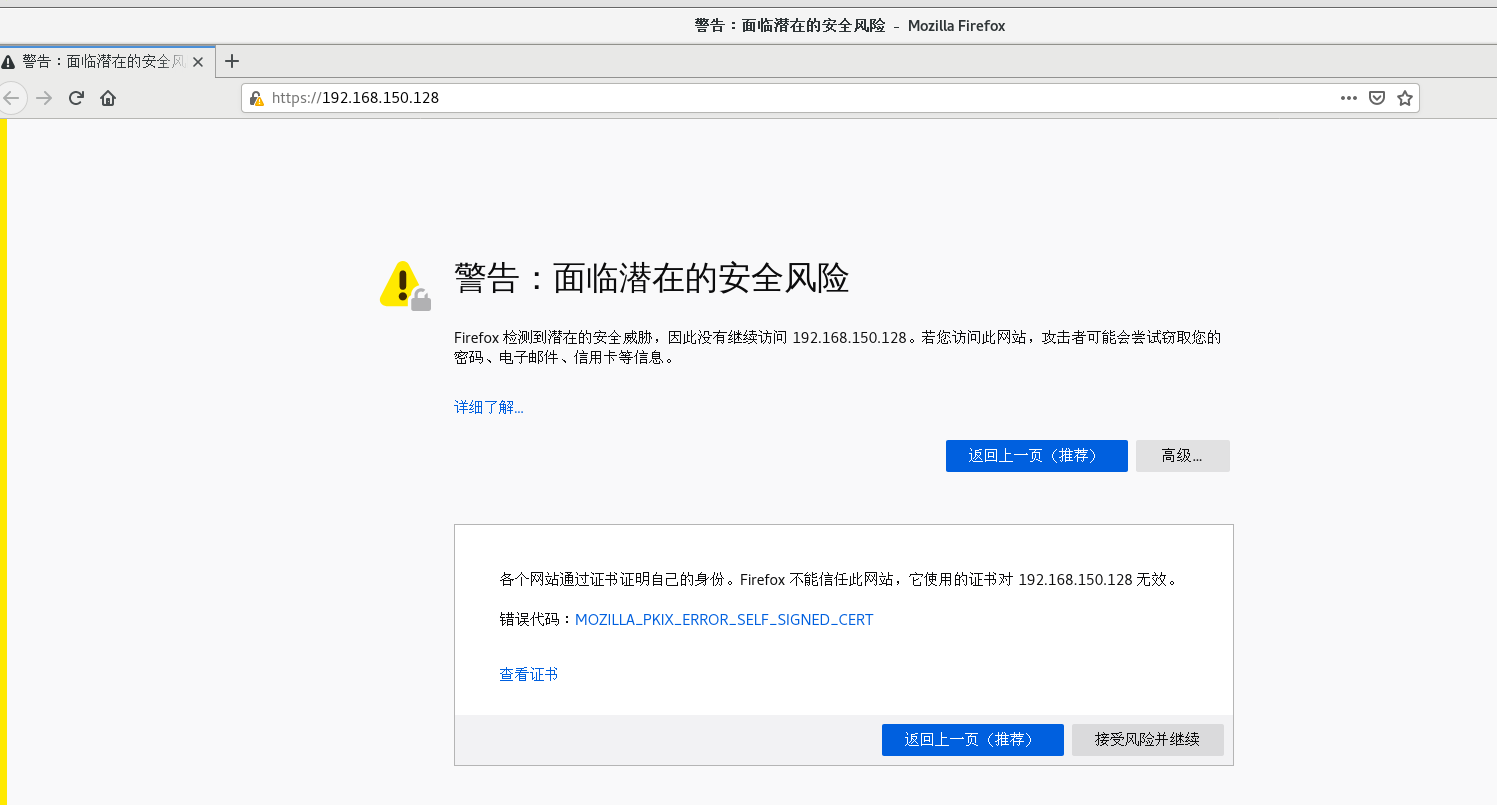 警告：面临潜在的安全风险 - Mozilla Firefox
警告：面临潜在的安全风
https://192.168.150.128
警告：面临潜在的安全风险
Firefox 检测到潜在的安全威胁，因此没有继续访问 192.168.150.128。若您访问此网站，攻击者可能会尝试窃取您的
密码、电子邮件、信用卡等信息。
详细了解...
返回上一页（推荐） 高级...
各个网站通过证书证明自己的身份。Firefox 不能信任此网站，它使用的证书对 192.168.150.128 无效。
错误代码：MOZILLA_PKIX_ERROR_SELF_SIGNED_CERT
查看证书
返回上一页（推荐） 接受风险并继续